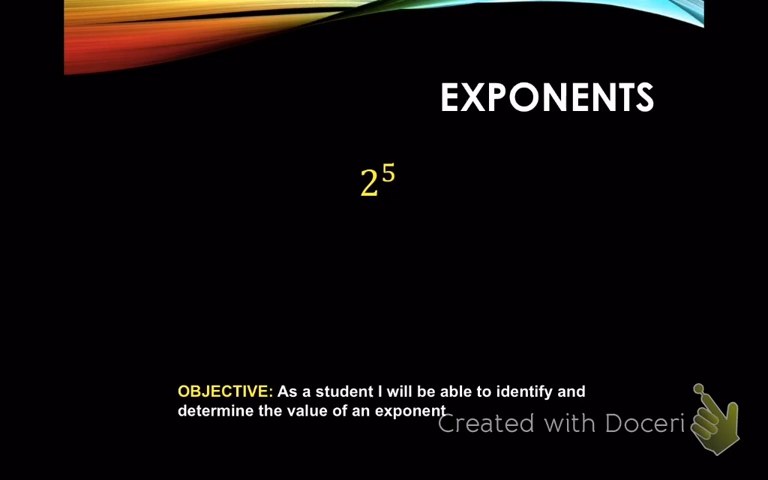 EXPONENTS
2⁵
OBJECTIVE: As a student I will be able to identify and
determine the value of an exponent
Created with Doceri